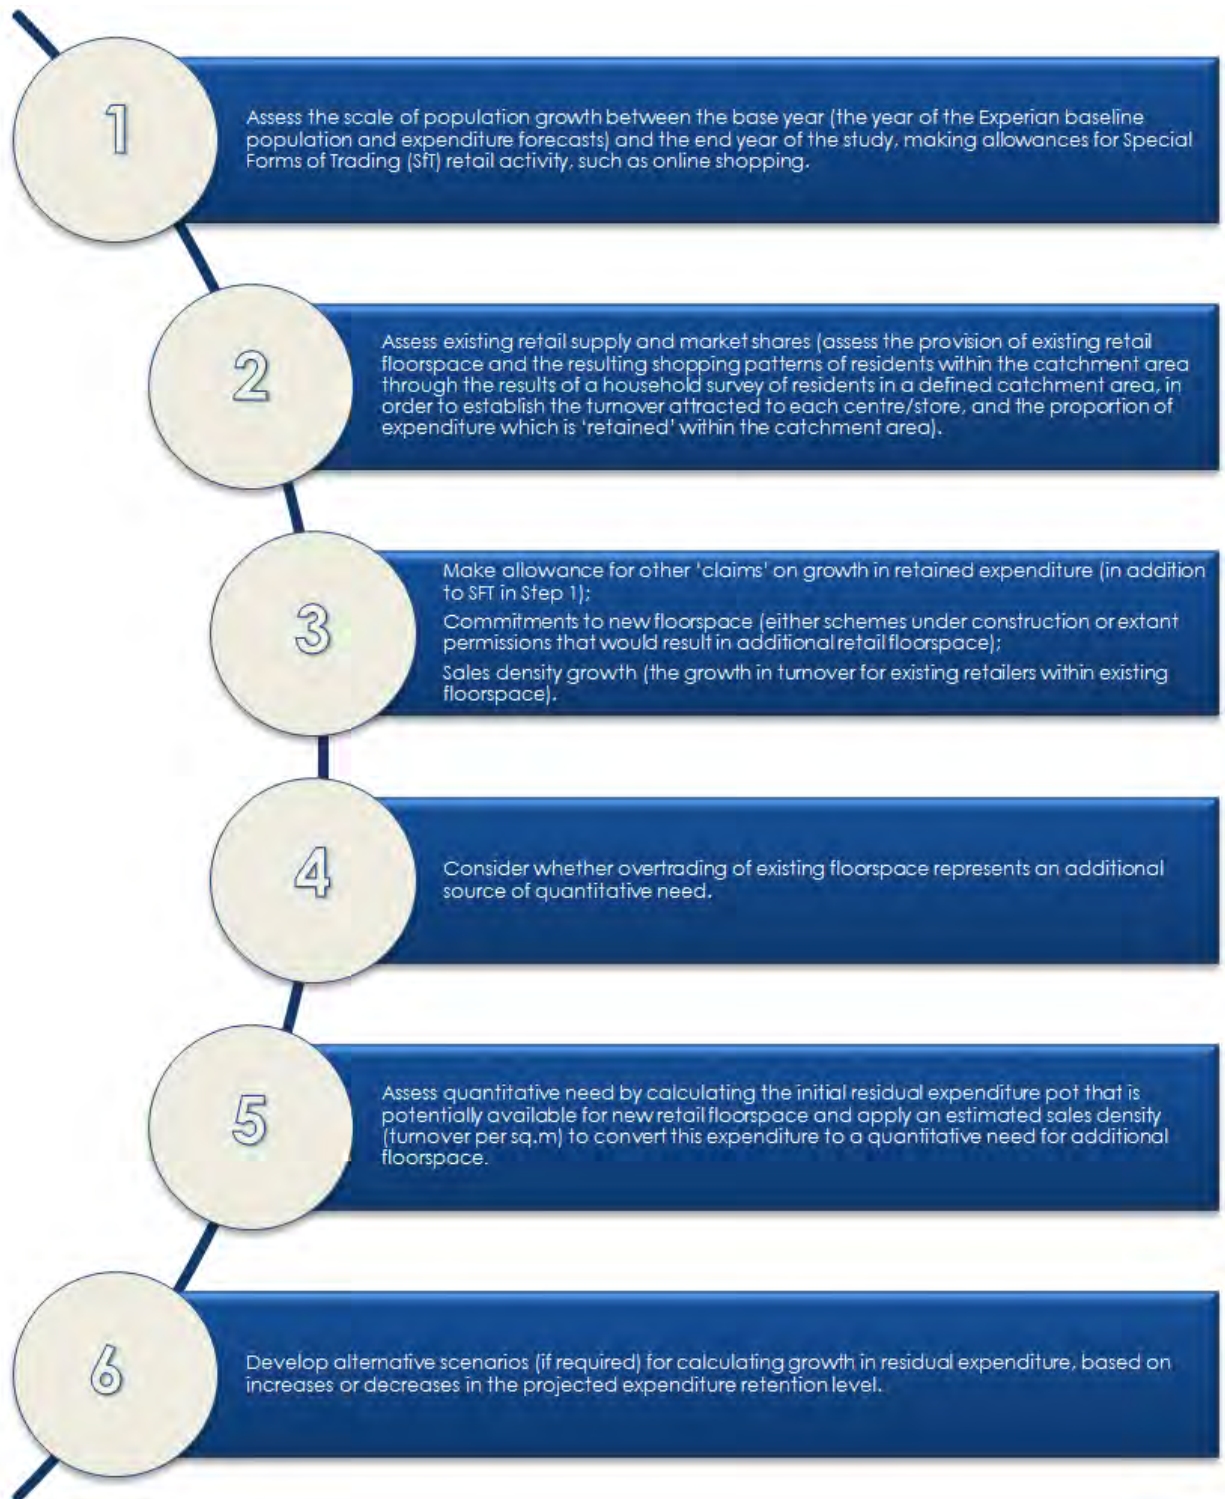 1
Assess the scale of population growth between the base year (the year of the Experian baseline
population and expenditure forecasts) and the end year of the study, making allowances for Special
Forms of Trading (SfT) retail activity, such as online shopping.
2
Assess existing retail supply and market shares (assess the provision of existing retail
floorspace and the resulting shopping patterns of residents within the catchment area
through the results of a household survey of residents in a defined catchment area, in
order to establish the turnover attracted to each centre/store, and the proportion of
expenditure which is ‘retained’ within the catchment area).
3
Make allowance for other ‘claims’ on growth in retained expenditure (in addition
to SFT in Step 1);
Commitments to new floorspace (either schemes under construction or extant
permissions that would result in additional retail floorspace);
Sales density growth (the growth in turnover for existing retailers within existing
floorspace).
4
Consider whether overtrading of existing floorspace represents an additional
source of quantitative need.
5
Assess quantitative need by calculating the initial residual expenditure pot that is
potentially available for new retail floorspace and apply an estimated sales density
(turnover per sq.m) to convert this expenditure to a quantitative need for additional
floorspace.
6
Develop alternative scenarios (if required) for calculating growth in residual expenditure, based on
increases or decreases in the projected expenditure retention level.